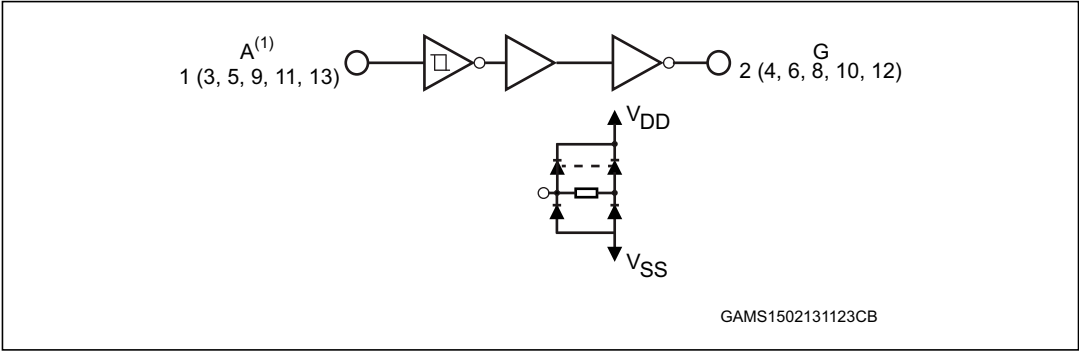 A(1)
1 (3, 5, 9, 11, 13)
G
2 (4, 6, 8, 10, 12)
VDD
VSS
GAMS1502131123CB